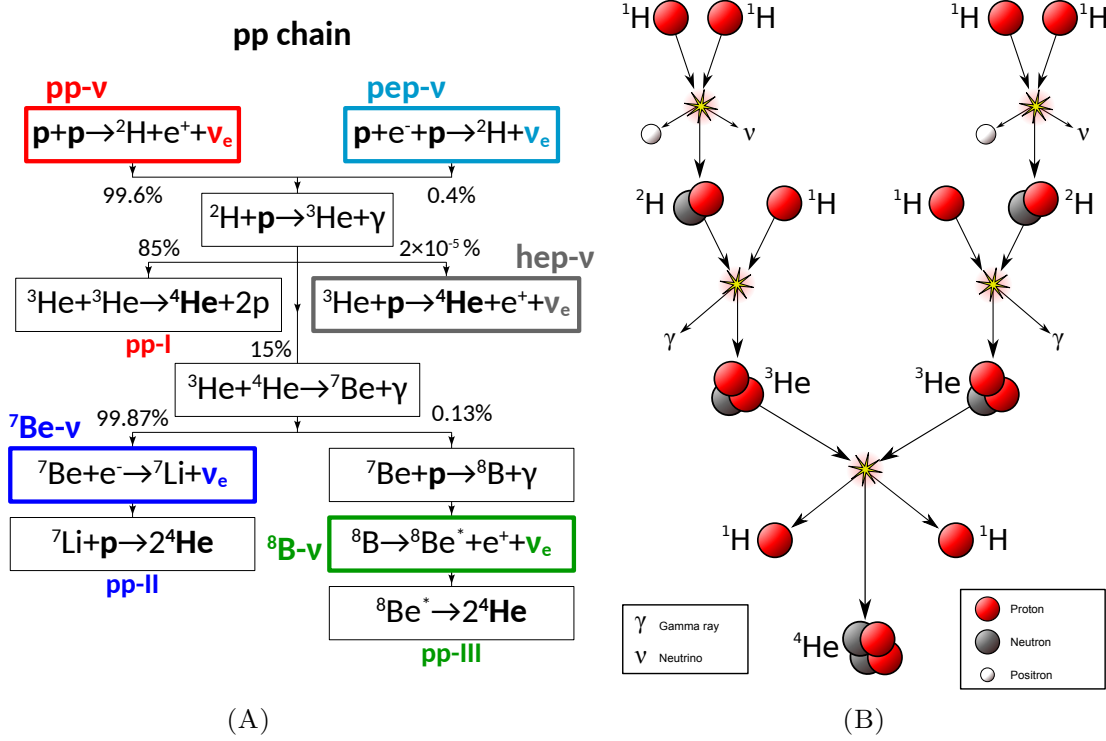 pp chain
pp-ν
pep-ν
p+p→²H+e⁺+νₑ
p+e⁻+p→²H+νₑ
99.6%
0.4%
²H+p→³He+γ
85%
2×10⁻⁵ %
hep-ν
³He+³He→⁴He+2p
³He+p→⁴He+e⁺+νₑ
pp-I
15%
³He+⁴He→⁷Be+γ
⁷Be-ν
99.87%
0.13%
⁷Be+e⁻→⁷Li+νₑ
⁷Be+p→⁸B+γ
⁷Li+p→2⁴He
⁸B-ν
⁸B→⁸Be*+e⁺+νₑ
pp-II
⁸Be*→2⁴He
pp-III
(A)
¹H ¹H ¹H ¹H
ν ν
²H ¹H ¹H ²H
γ γ
³He ³He
¹H ¹H
⁴He
γ Gamma ray
ν Neutrino
Proton
Neutron
Positron
(B)